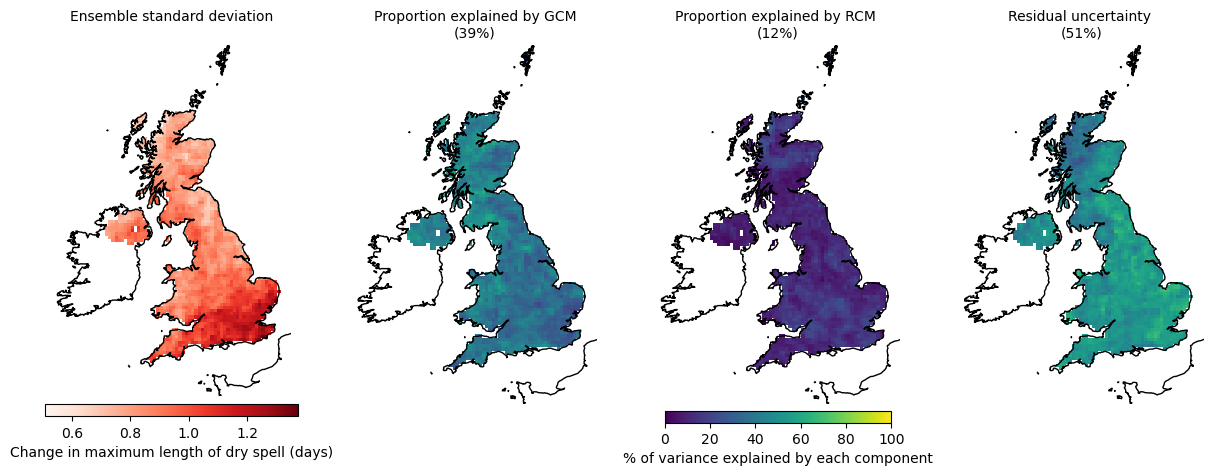 Ensemble standard deviation
Proportion explained by GCM
(39%)
Proportion explained by RCM
(12%)
Residual uncertainty
(51%)
0.6 0.8 1.0 1.2
Change in maximum length of dry spell (days)
0 20 40 60 80 100
% of variance explained by each component